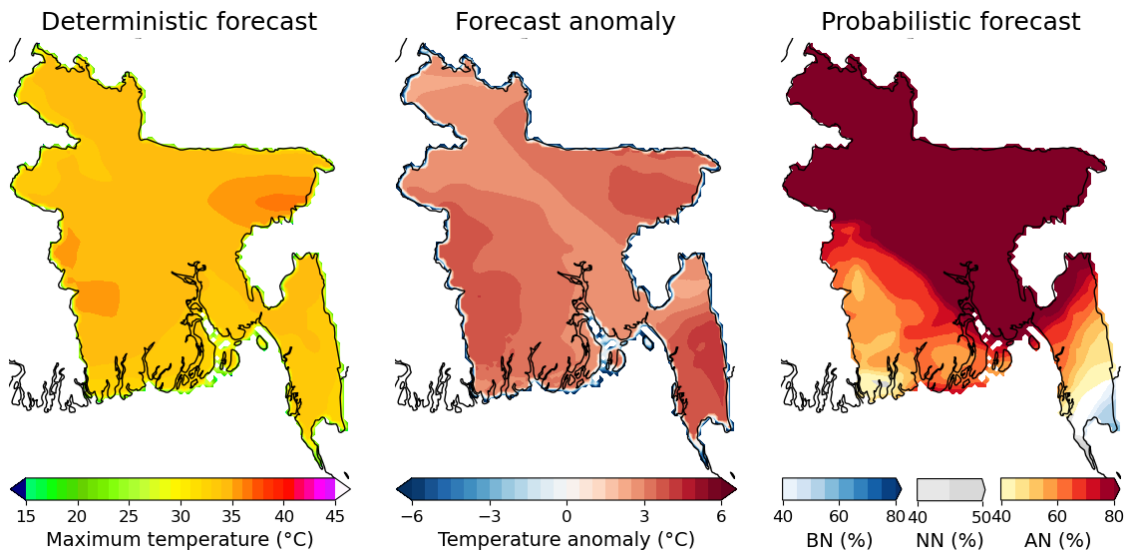 Deterministic forecast
Forecast anomaly
Probabilistic forecast
15 20 25 30 35 40 45
Maximum temperature (°C)
−6 −3 0 3 6
Temperature anomaly (°C)
40 60 80
BN (%)
40 50
NN (%)
40 60 80
AN (%)